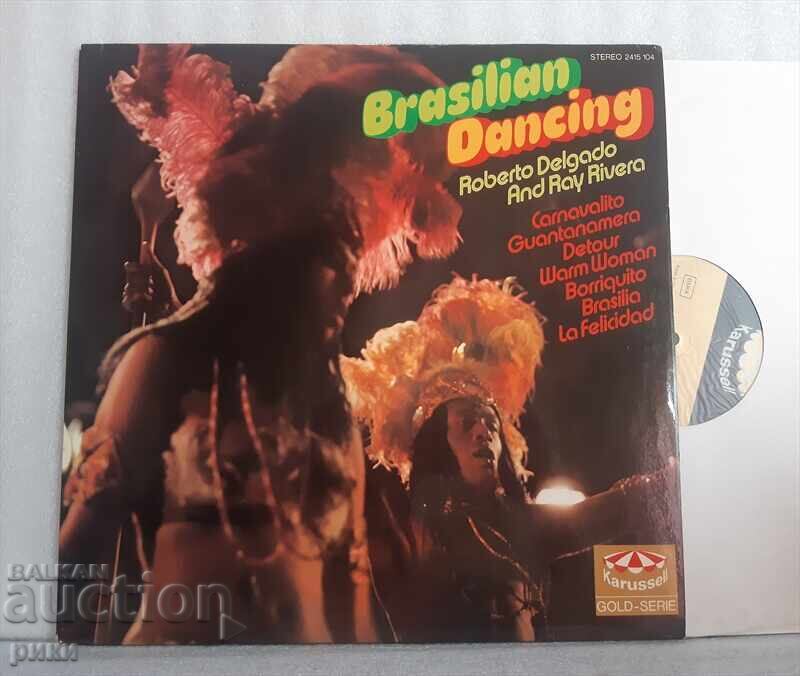 STEREO 2415 104
Brasilian
Dancing
Roberto Delgado
And Ray Rivera
Carnavalito
Guantanamera
Detour
Warm Woman
Borriquito
Brasilia
La Felicidad
Karussell
Karussell
GOLD-SERIE
BALKAN
auction
рики